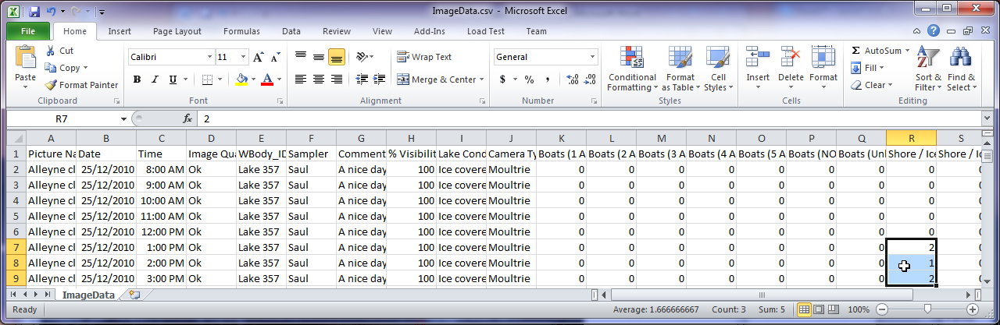 ImageData.csv - Microsoft Excel
File Home Insert Page Layout Formulas Data Review View Add-Ins Load Test Team
Cut Calibri 11 A A Wrap Text General AutoSum
Copy Fill
Paste Format Painter B I U A Merge & Center $ % , .00 .0 Conditional Formatting Format as Table Cell Styles Insert Delete Format Clear Sort & Filter Find & Select
Clipboard Font Alignment Number Styles Cells Editing
R7 fx 2
A B C D E F G H I J K L M N O P Q R S
1 Picture Na Date Time Image Qua WBody_ID Sampler Comment % Visibilit Lake Cond Camera Ty Boats (1 A Boats (2 A Boats (3 A Boats (4 A Boats (5 A Boats (NO Boats (Unl Shore / Ice Shore / Ic
2 Alleyne cl 25/12/2010 8:00 AM Ok Lake 357 Saul A nice day 100 Ice covere Moultrie 0 0 0 0 0 0 0 0 0
3 Alleyne cl 25/12/2010 9:00 AM Ok Lake 357 Saul A nice day 100 Ice covere Moultrie 0 0 0 0 0 0 0 0 0
4 Alleyne cl 25/12/2010 10:00 AM Ok Lake 357 Saul A nice day 100 Ice covere Moultrie 0 0 0 0 0 0 0 0 0
5 Alleyne cl 25/12/2010 11:00 AM Ok Lake 357 Saul A nice day 100 Ice covere Moultrie 0 0 0 0 0 0 0 0 0
6 Alleyne cl 25/12/2010 12:00 PM Ok Lake 357 Saul A nice day 100 Ice covere Moultrie 0 0 0 0 0 0 0 0 0
7 Alleyne cl 25/12/2010 1:00 PM Ok Lake 357 Saul A nice day 100 Ice covere Moultrie 0 0 0 0 0 0 0 2 0
8 Alleyne cl 25/12/2010 2:00 PM Ok Lake 357 Saul A nice day 100 Ice covere Moultrie 0 0 0 0 0 0 0 1 0
9 Alleyne cl 25/12/2010 3:00 PM Ok Lake 357 Saul A nice day 100 Ice covere Moultrie 0 0 0 0 0 0 0 2 0
ImageData
Ready Average: 1.666666667 Count: 3 Sum: 5 100%